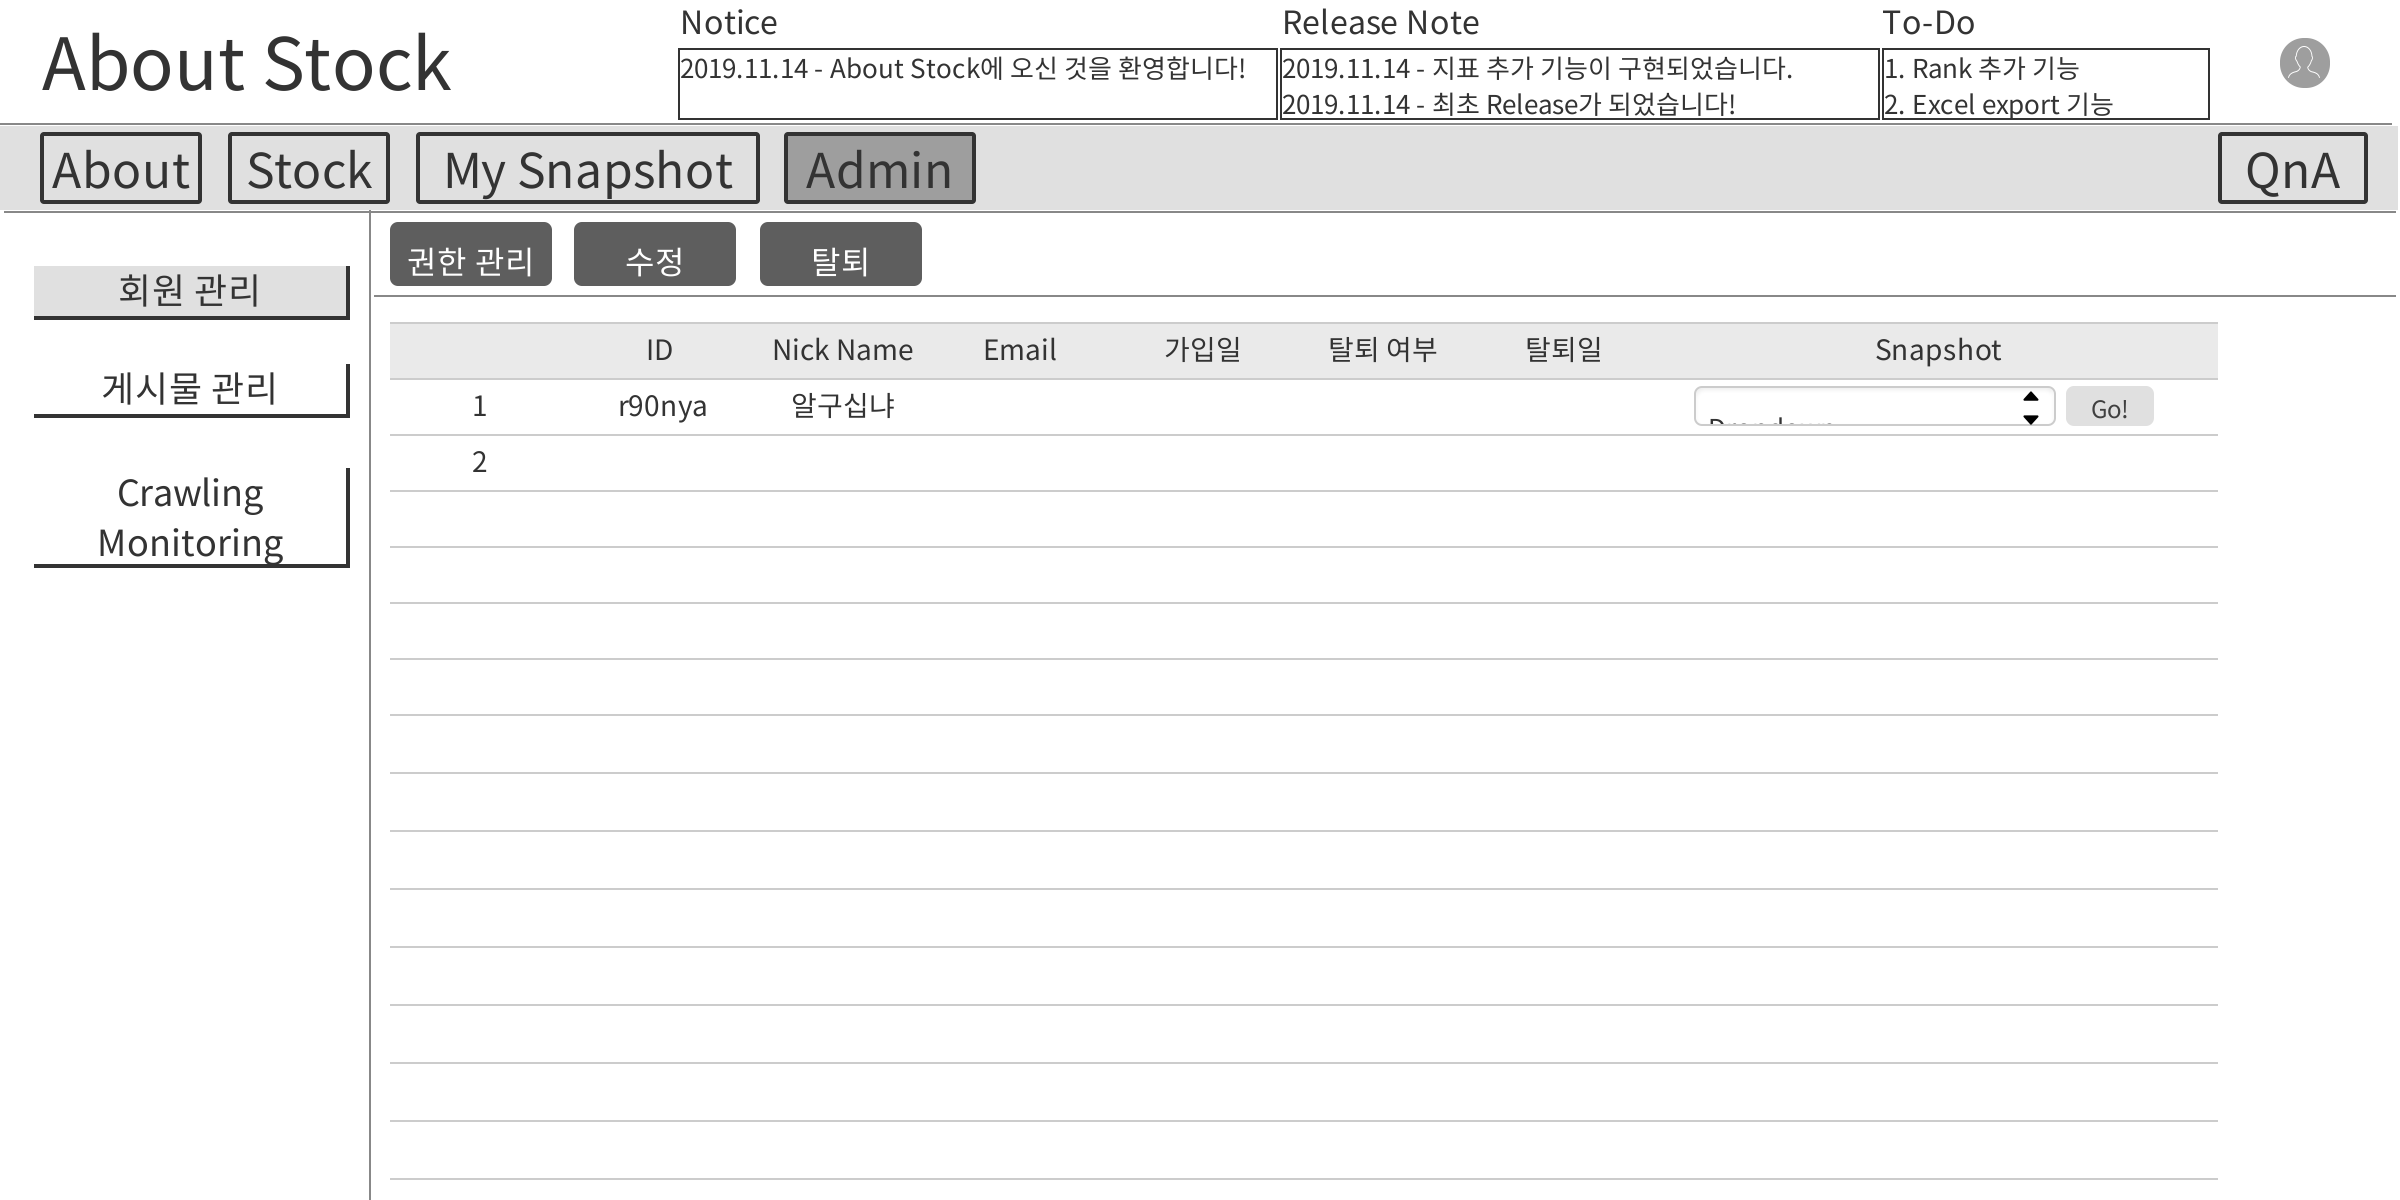 About Stock
Notice
2019.11.14 - About Stock에 오신 것을 환영합니다!
Release Note
2019.11.14 - 지표 추가 기능이 구현되었습니다.
2019.11.14 - 최초 Release가 되었습니다!
To-Do
1. Rank 추가 기능
2. Excel export 기능
About
Stock
My Snapshot
Admin
QnA
회원 관리
게시물 관리
Crawling
Monitoring
권한 관리
수정
탈퇴
ID Nick Name Email 가입일 탈퇴 여부 탈퇴일 Snapshot
1 r90nya 알구십냐 Go!
2